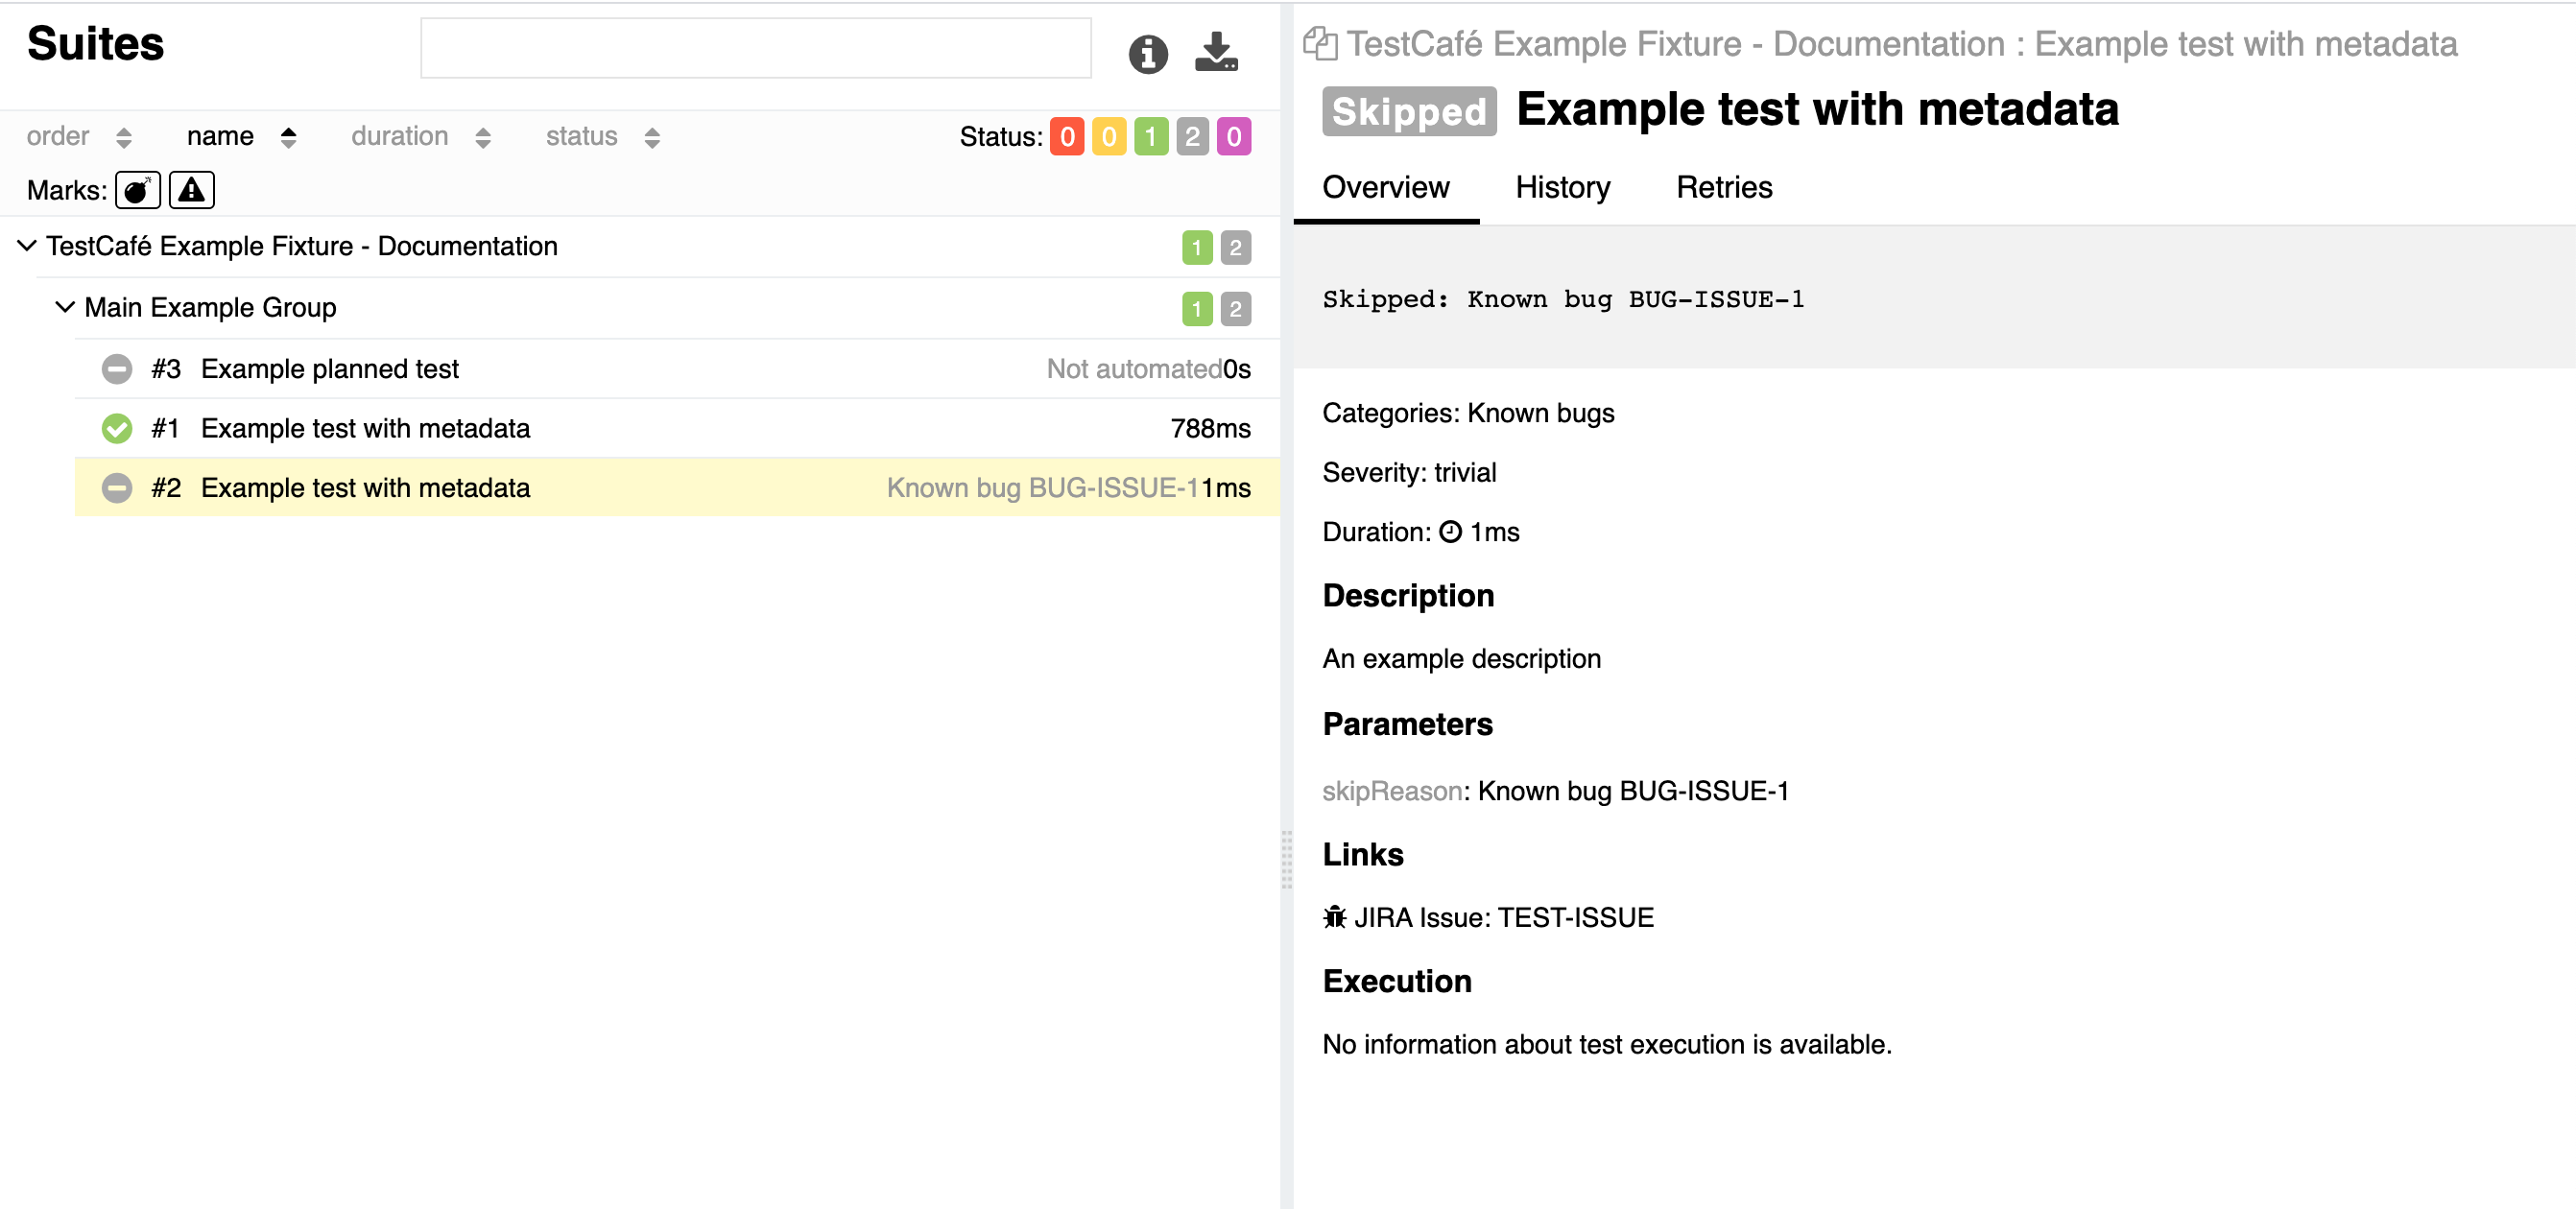 Suites
order name duration status Status: 0 0 1 2 0
Marks:
TestCafé Example Fixture - Documentation 1 2
Main Example Group 1 2
#3 Example planned test Not automated0s
#1 Example test with metadata 788ms
#2 Example test with metadata Known bug BUG-ISSUE-11ms
TestCafé Example Fixture - Documentation : Example test with metadata
Skipped Example test with metadata
Overview History Retries
Skipped: Known bug BUG-ISSUE-1
Categories: Known bugs
Severity: trivial
Duration: 1ms
Description
An example description
Parameters
skipReason: Known bug BUG-ISSUE-1
Links
JIRA Issue: TEST-ISSUE
Execution
No information about test execution is available.